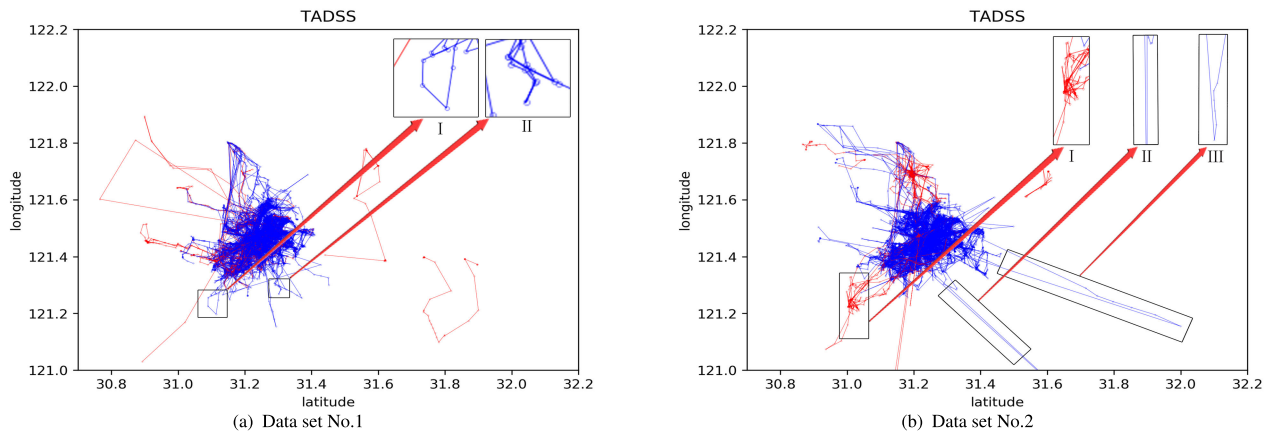 TADSS
122.2
122.0
121.8
121.6
121.4
121.2
121.0
longitude
I
II
30.8 31.0 31.2 31.4 31.6 31.8 32.0 32.2
latitude
(a) Data set No.1
TADSS
122.2
122.0
121.8
121.6
121.4
121.2
121.0
longitude
I
II
III
30.8 31.0 31.2 31.4 31.6 31.8 32.0 32.2
latitude
(b) Data set No.2